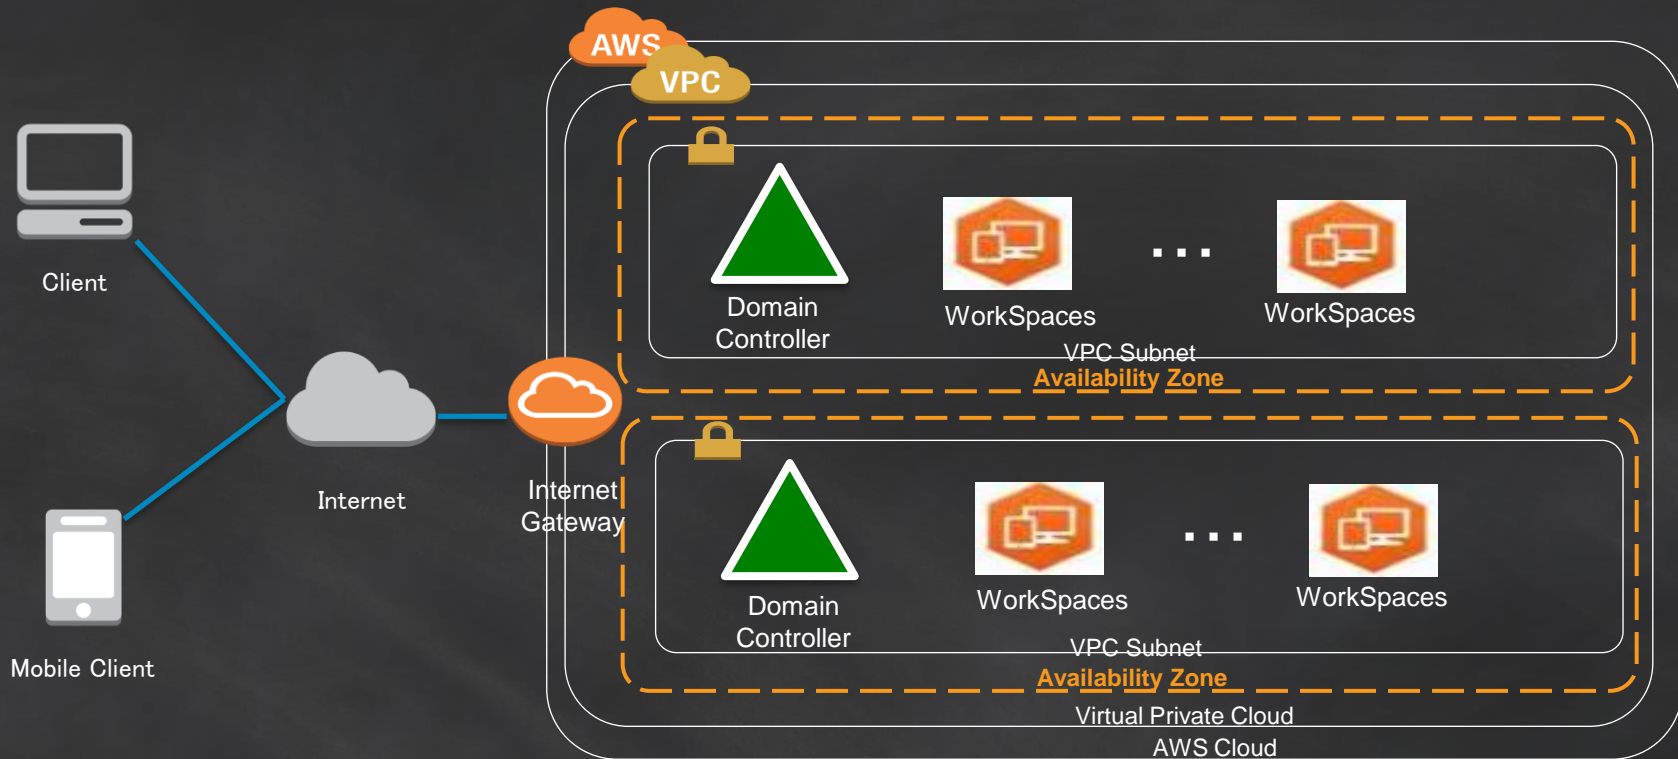 AWS
VPC
Client
Domain
Controller
WorkSpaces
...
WorkSpaces
VPC Subnet
Availability Zone
Internet
Internet
Gateway
Domain
Controller
WorkSpaces
...
WorkSpaces
VPC Subnet
Availability Zone
Mobile Client
Virtual Private Cloud
AWS Cloud